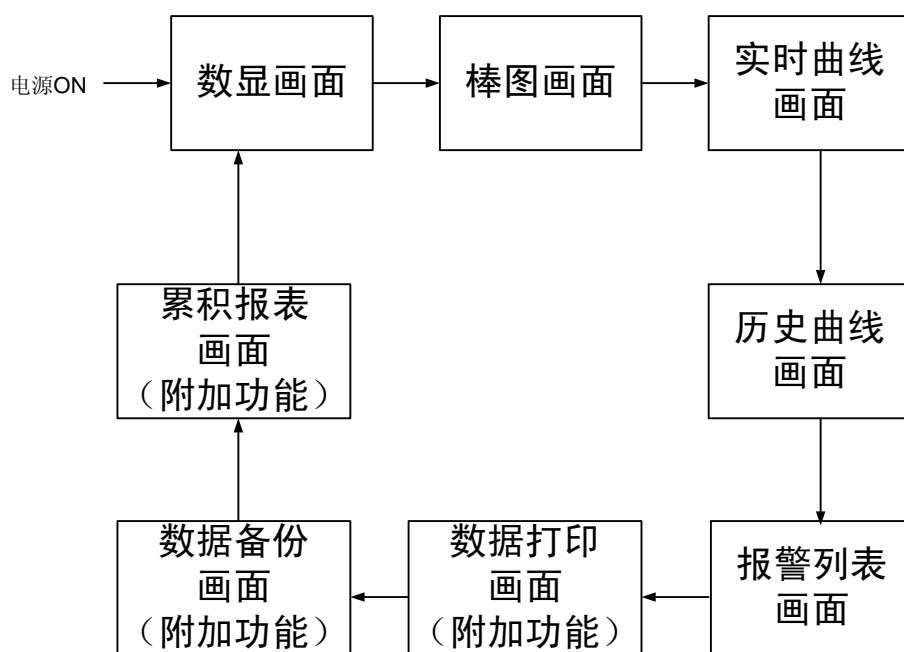 电源ON
数显画面
棒图画面
实时曲线
画面
历史曲线
画面
报警列表
画面
数据打印
画面
（附加功能）
数据备份
画面
（附加功能）
累积报表
画面
（附加功能）